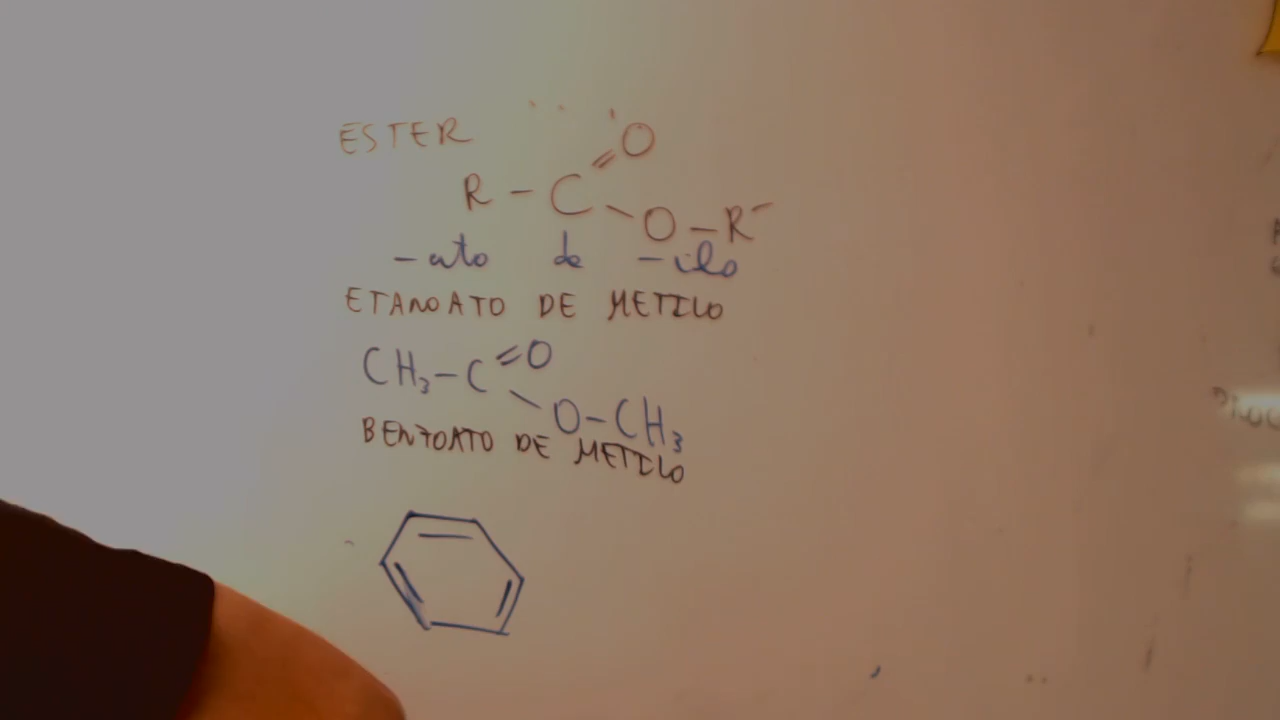 ESTER
R - C = O
- O - R-
- ato de - ilo
ETANOATO DE METILO
CH3 - C = O
- O - CH3
BENZOATO DE METILO